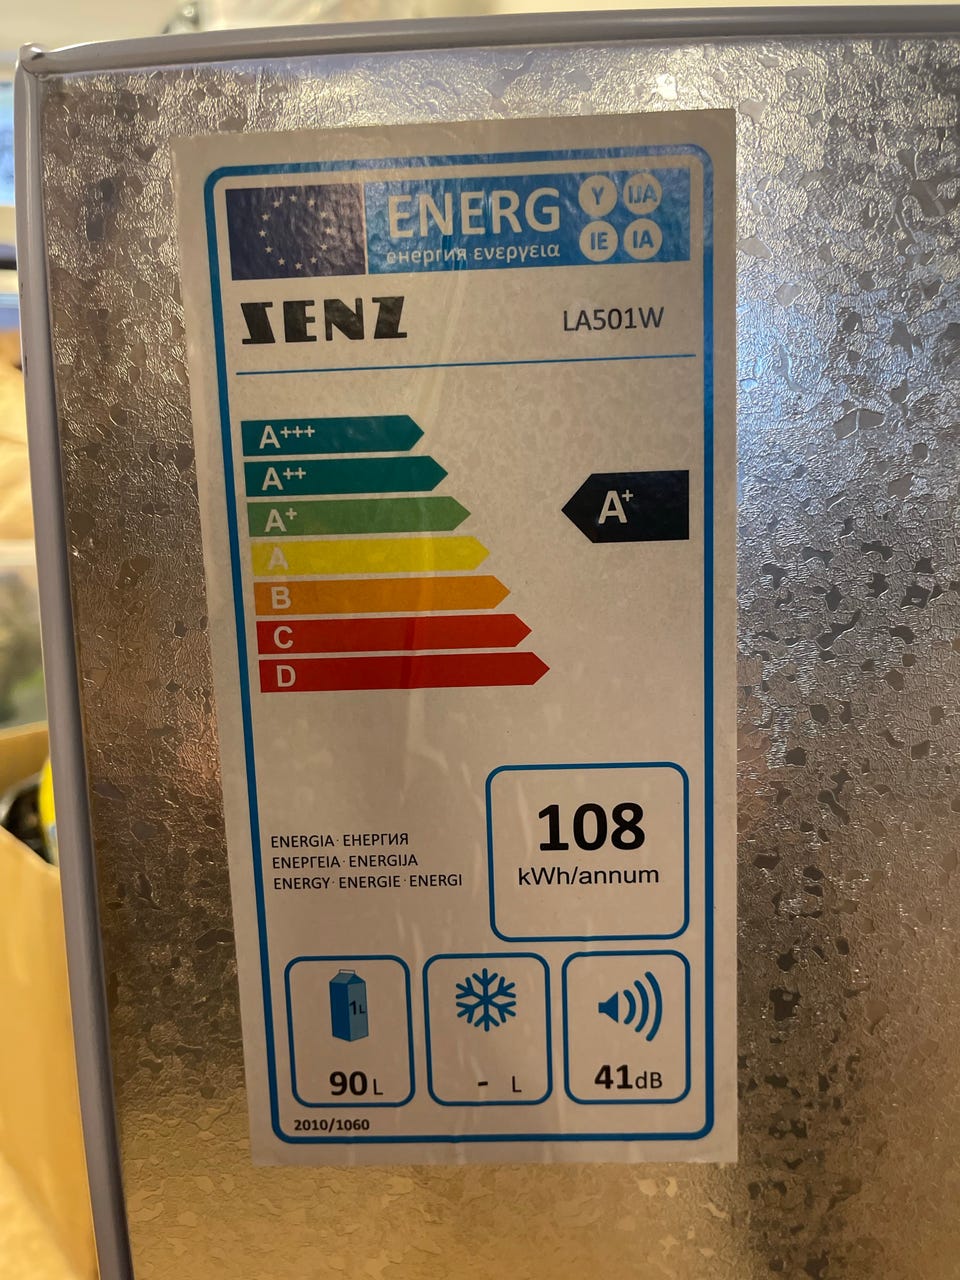 ENERG Y IJA
енергия·ενεργεια IE IA
SENZ LA501W
A+++
A++
A+ A+
A
B
C
D
108
kWh/annum
ENERGIA·ЕНЕРГИЯ
ΕΝΕΡΓΕΙΑ·ENERGIJA
ENERGY·ENERGIE·ENERGI
1L
90L - L 41dB
2010/1060